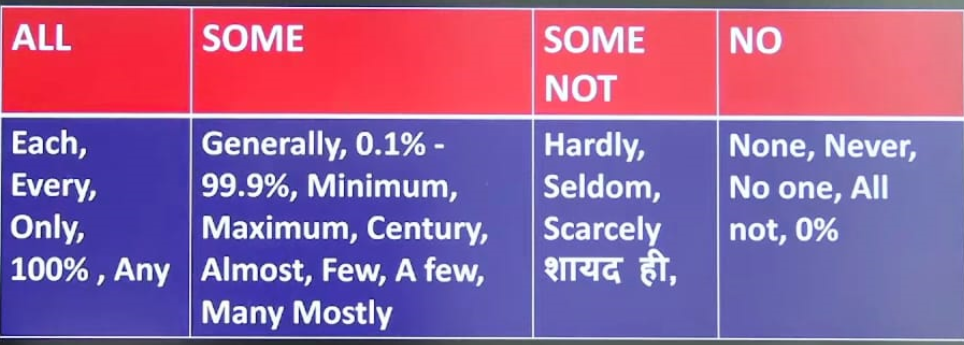 ALL
SOME
SOME
NOT
NO
Each,
Every,
Only,
100% , Any
Generally, 0.1% -
99.9%, Minimum,
Maximum, Century,
Almost, Few, A few,
Many Mostly
Hardly,
Seldom,
Scarcely
शायद ही,
None, Never,
No one, All
not, 0%